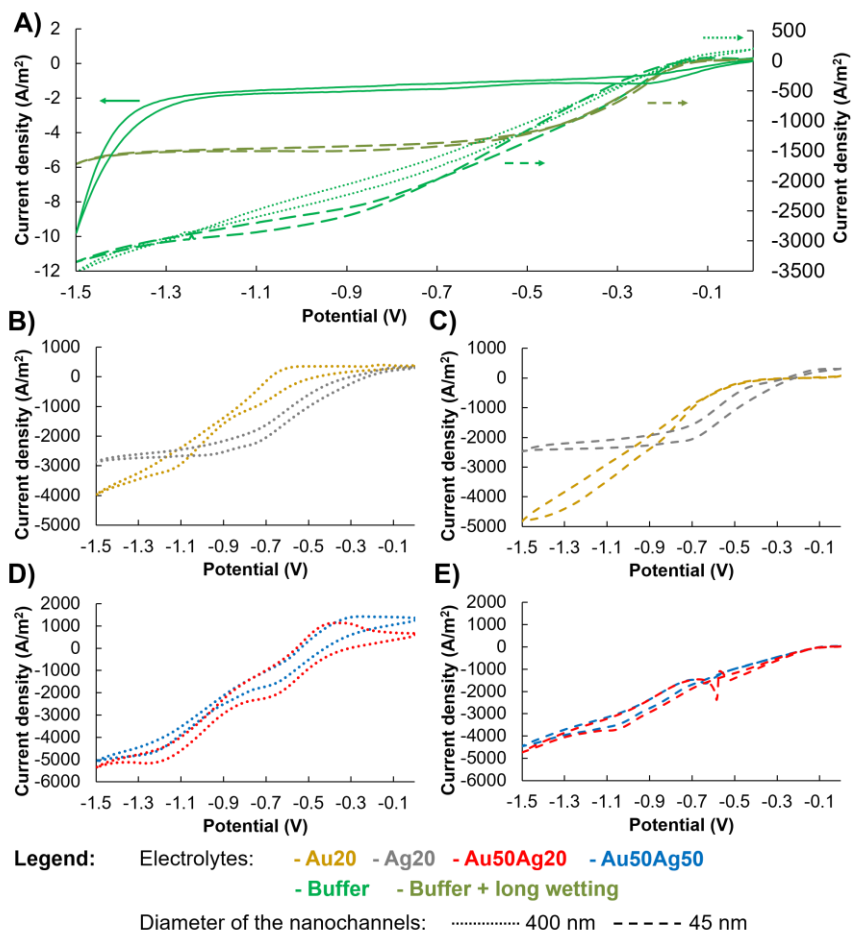 A)
Current density (A/m²)
2
0
-2
-4
-6
-8
-10
-12
500
0
-500
-1000
-1500
-2000
-2500
-3000
-3500
Current density (A/m²)
-1.5 -1.3 -1.1 -0.9 -0.7 -0.5 -0.3 -0.1
Potential (V)
B)
Current density (A/m²)
1000
0
-1000
-2000
-3000
-4000
-5000
-1.5 -1.3 -1.1 -0.9 -0.7 -0.5 -0.3 -0.1
Potential (V)
C)
Current density (A/m²)
1000
0
-1000
-2000
-3000
-4000
-5000
-1.5 -1.3 -1.1 -0.9 -0.7 -0.5 -0.3 -0.1
Potential (V)
D)
Current density (A/m²)
2000
1000
0
-1000
-2000
-3000
-4000
-5000
-6000
-1.5 -1.3 -1.1 -0.9 -0.7 -0.5 -0.3 -0.1
Potential (V)
E)
Current density (A/m²)
2000
1000
0
-1000
-2000
-3000
-4000
-5000
-6000
-1.5 -1.3 -1.1 -0.9 -0.7 -0.5 -0.3 -0.1
Potential (V)
Legend: Electrolytes: - Au20 - Ag20 - Au50Ag20 - Au50Ag50
- Buffer - Buffer + long wetting
Diameter of the nanochannels: 400 nm 45 nm